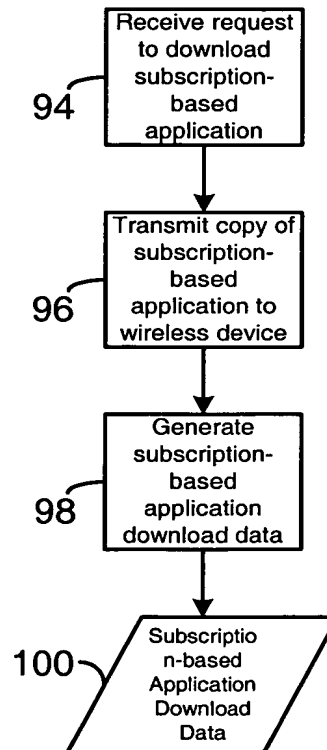 Receive request
to download
subscription-
based
application
94
Transmit copy of
subscription-
based
application to
wireless device
96
Generate
subscription-
based
application
download data
98
Subscriptio
n-based
Application
Download
Data
100